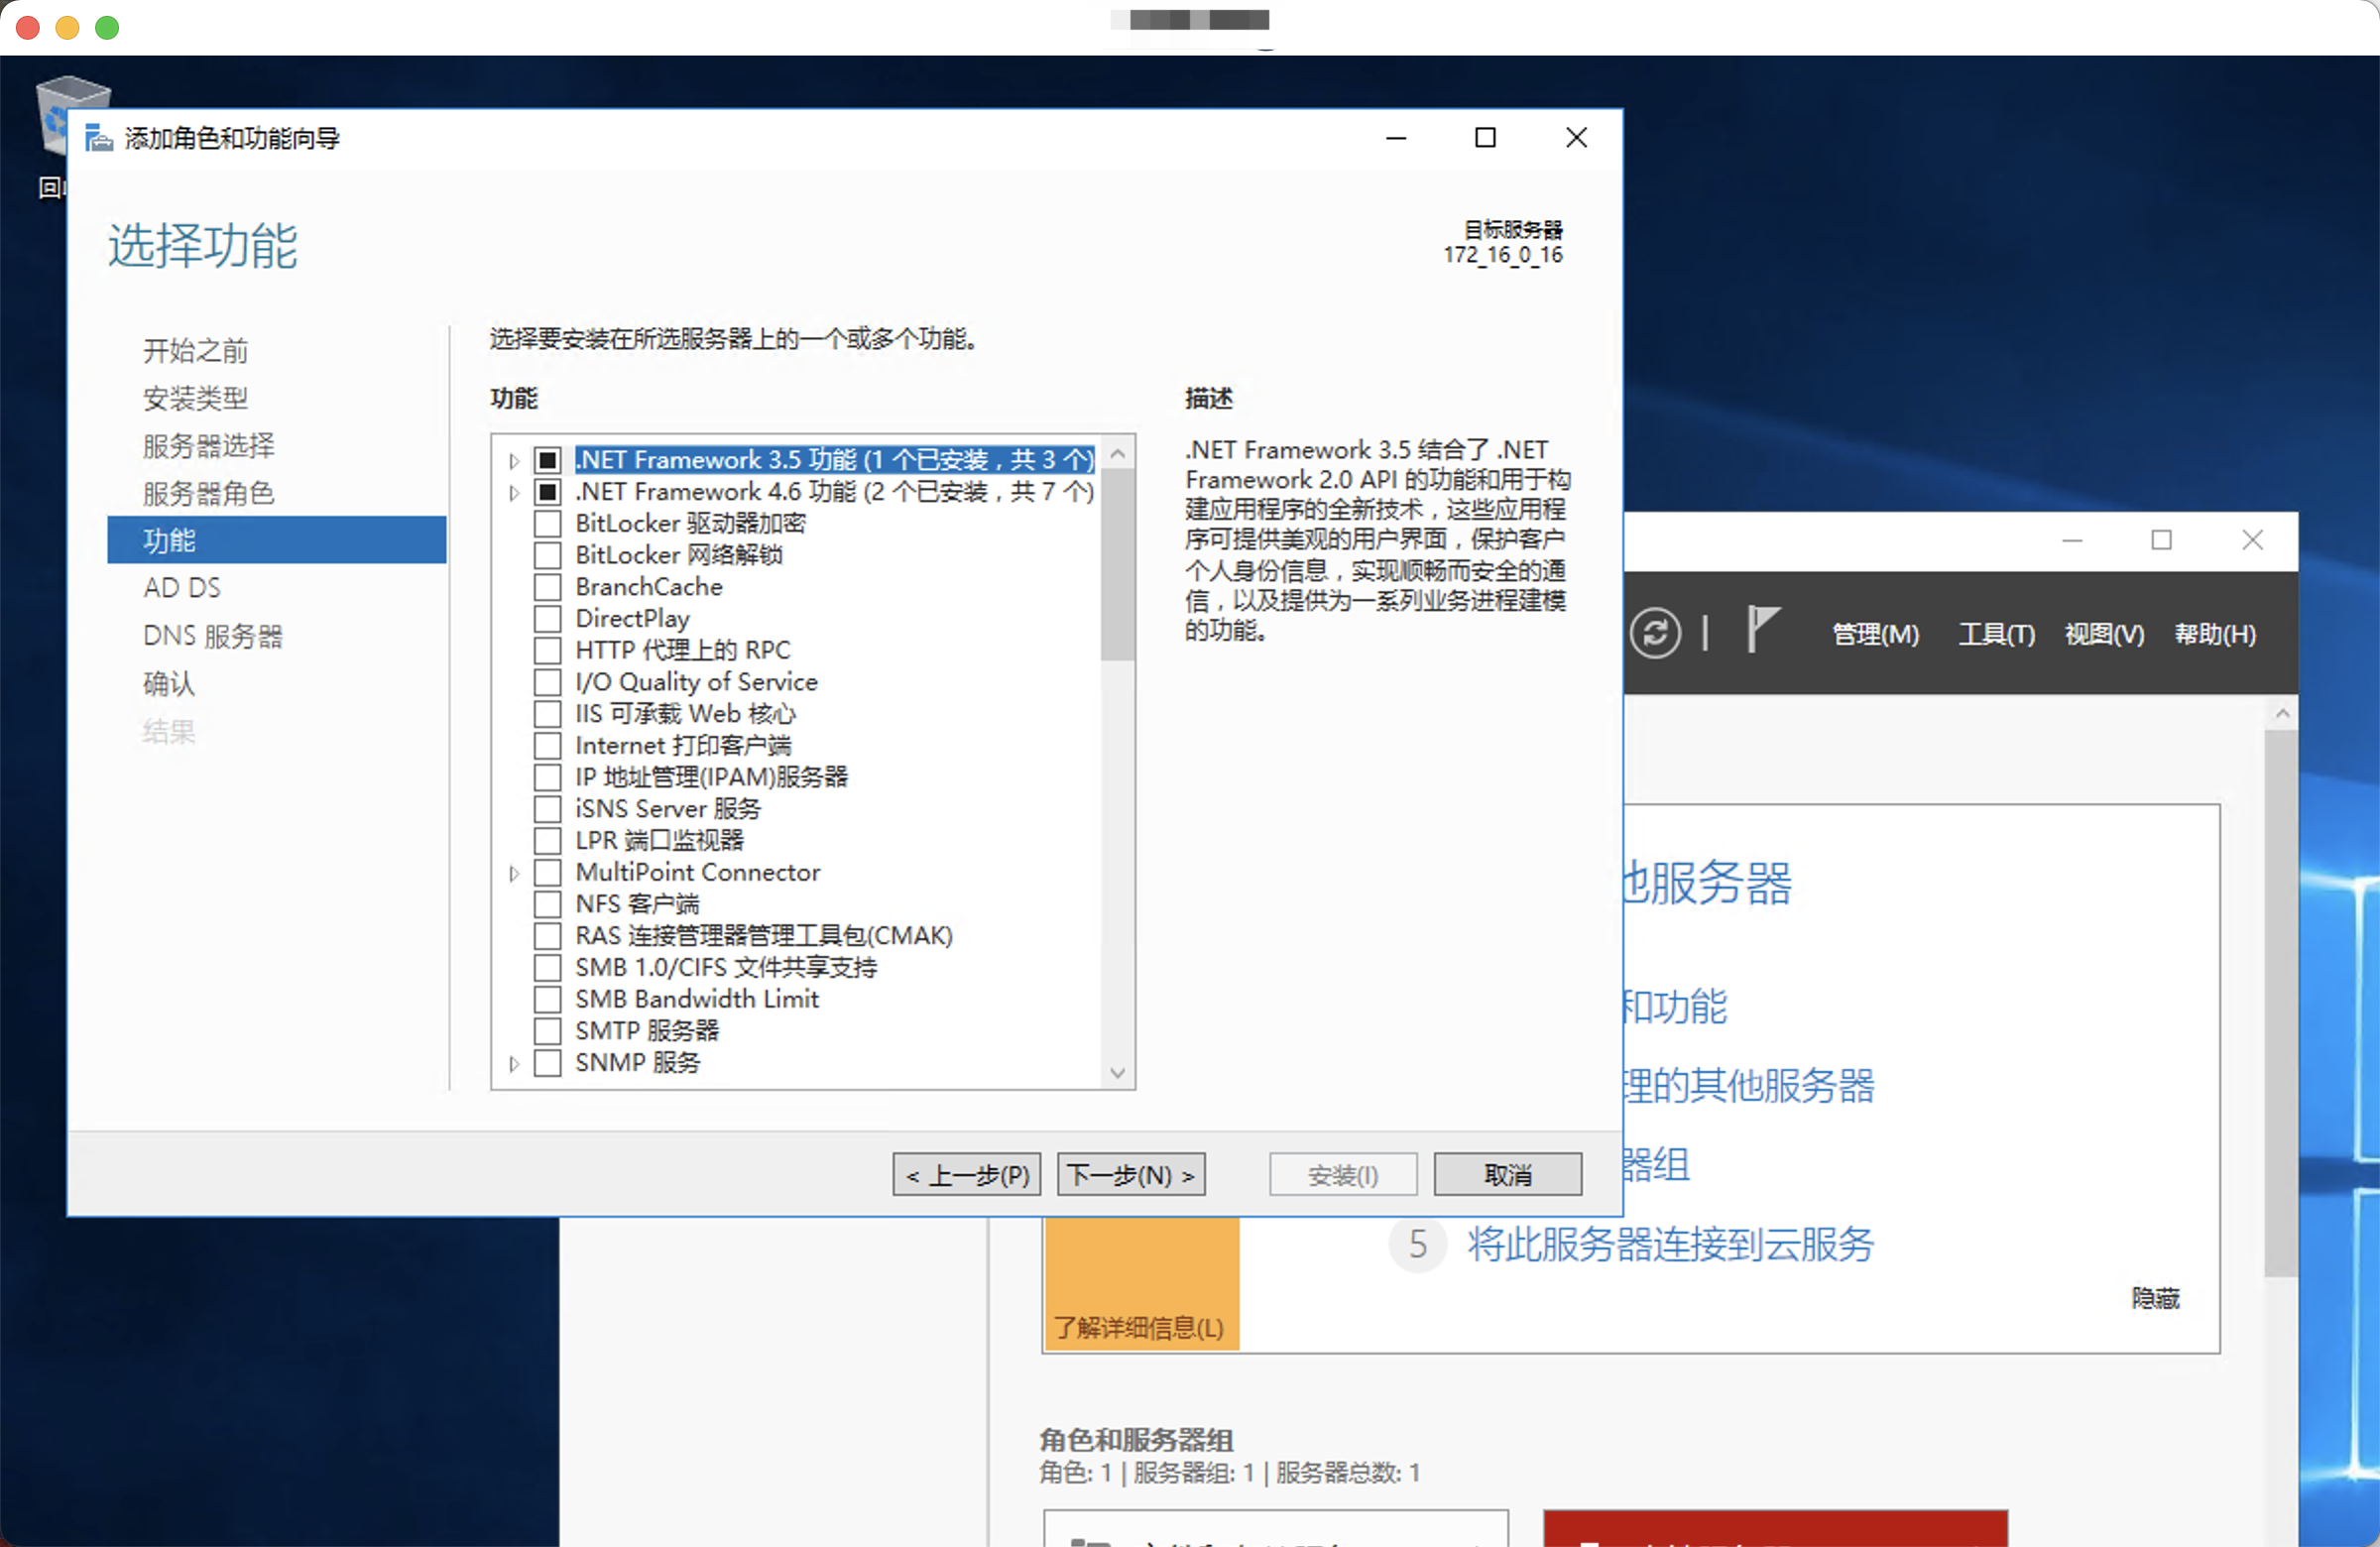 回
添加角色和功能向导
选择功能
目标服务器
172_16_0_16
开始之前
安装类型
服务器选择
服务器角色
功能
AD DS
DNS 服务器
确认
结果
选择要安装在所选服务器上的一个或多个功能。
功能
.NET Framework 3.5 功能 (1 个已安装，共 3 个)
.NET Framework 4.6 功能 (2 个已安装，共 7 个)
BitLocker 驱动器加密
BitLocker 网络解锁
BranchCache
DirectPlay
HTTP 代理上的 RPC
I/O Quality of Service
IIS 可承载 Web 核心
Internet 打印客户端
IP 地址管理(IPAM)服务器
iSNS Server 服务
LPR 端口监视器
MultiPoint Connector
NFS 客户端
RAS 连接管理器管理工具包(CMAK)
SMB 1.0/CIFS 文件共享支持
SMB Bandwidth Limit
SMTP 服务器
SNMP 服务
描述
.NET Framework 3.5 结合了 .NET
Framework 2.0 API 的功能和用于构
建应用程序的全新技术，这些应用程
序可提供美观的用户界面，保护客户
个人身份信息，实现顺畅而安全的通
信，以及提供为一系列业务进程建模
的功能。
< 上一步(P)
下一步(N) >
安装(I)
取消
管理(M)
工具(T)
视图(V)
帮助(H)
他服务器
和功能
理的其他服务器
器组
5 将此服务器连接到云服务
了解详细信息(L)
隐藏
角色和服务器组
角色: 1 | 服务器组: 1 | 服务器总数: 1